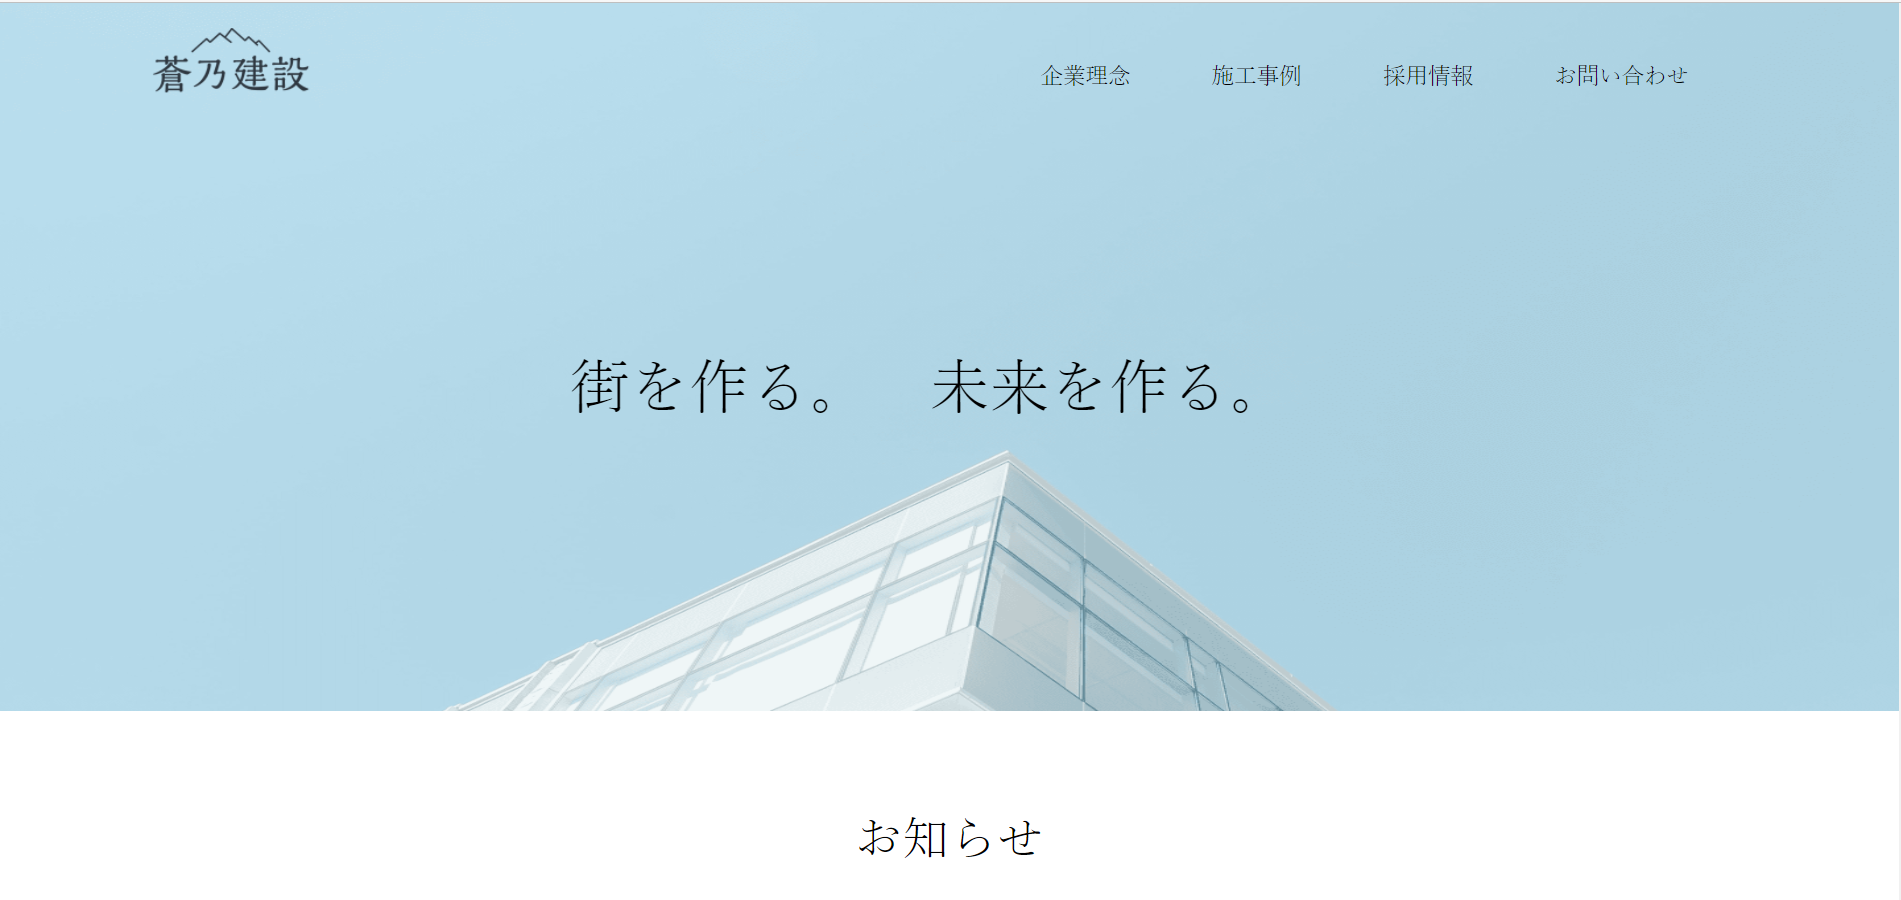 蒼乃建設
企業理念 施工事例 採用情報 お問い合わせ
街を作る。 未来を作る。
お知らせ